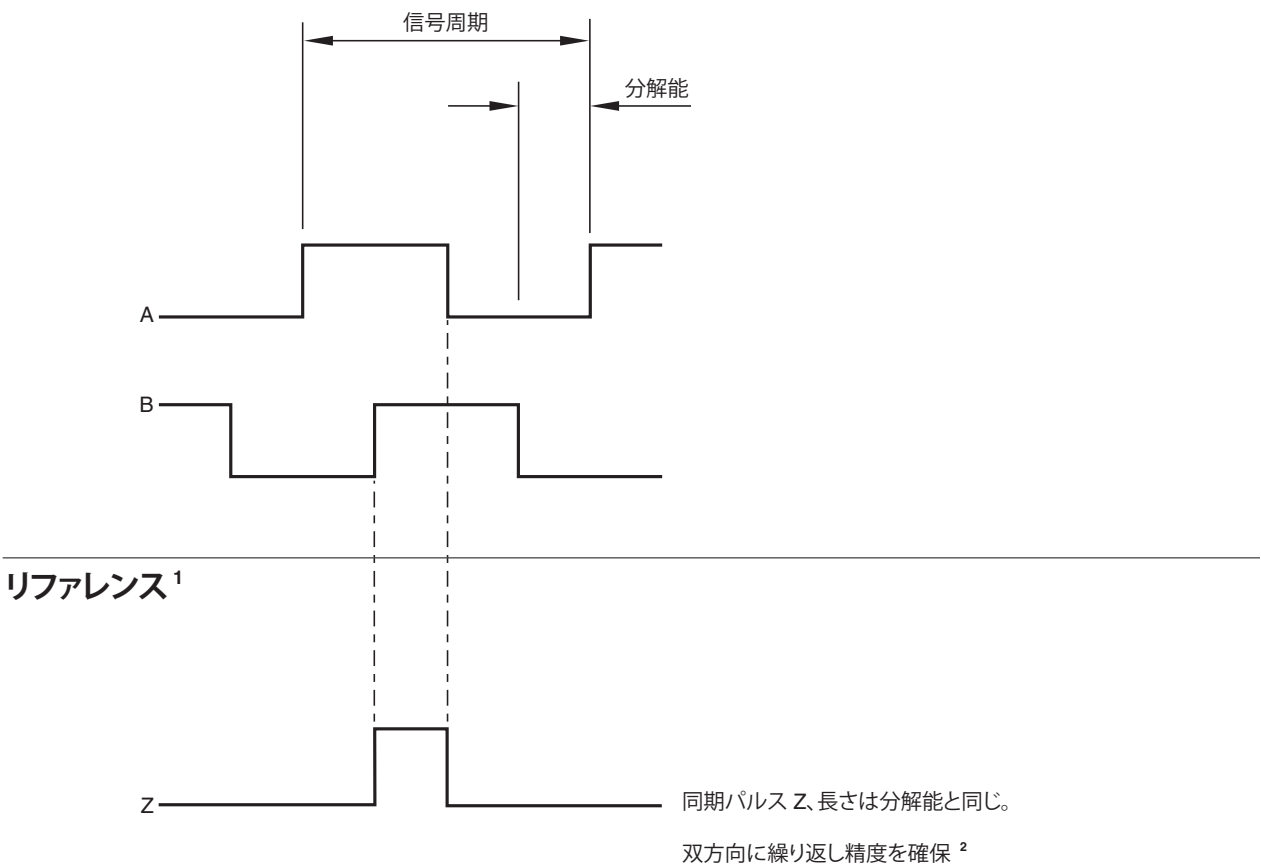 信号周期
分解能
A
B
リファレンス 1
Z
同期パルス Z、長さは分解能と同じ。
双方向に繰り返し精度を確保 2